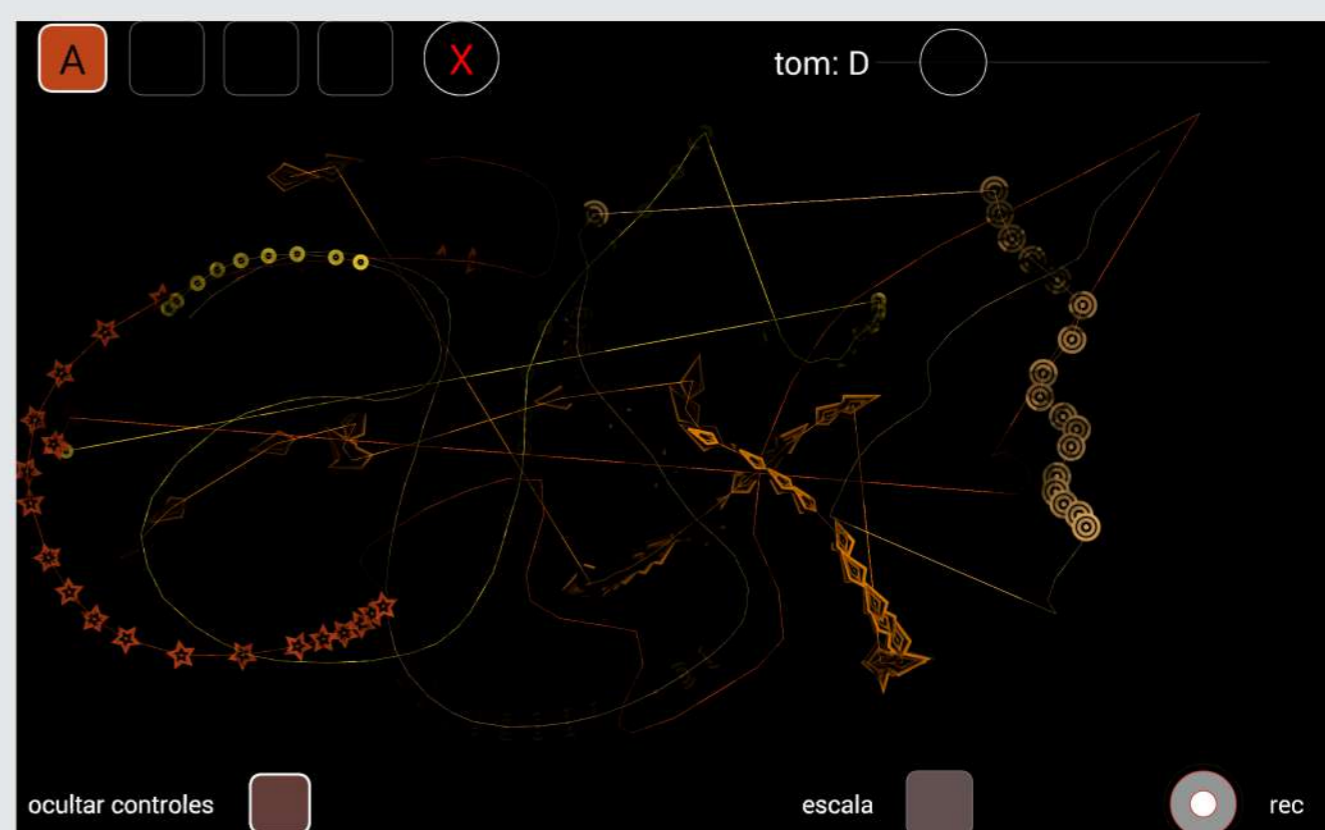 A
X
tom: D
ocultar controles
escala
rec